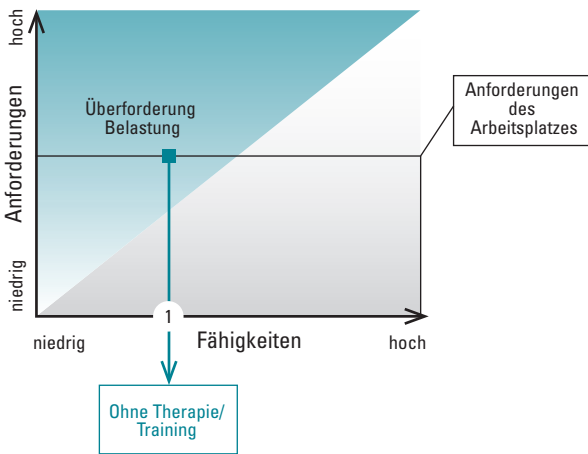 hoch
Anforderungen
niedrig
Überforderung
Belastung
Anforderungen
des
Arbeitsplatzes
1
niedrig
Fähigkeiten
hoch
Ohne Therapie/
Training